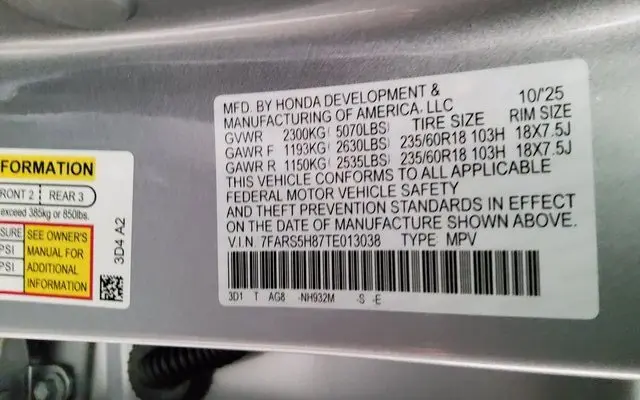 MFD. BY HONDA DEVELOPMENT & 10/'25
MANUFACTURING OF AMERICA, LLC TIRE SIZE RIM SIZE
GVWR 2300KG( 5070LBS)
GAWR F 1193KG( 2630LBS) 235/60R18 103H 18X7.5J
GAWR R 1150KG( 2535LBS) 235/60R18 103H 18X7.5J
THIS VEHICLE CONFORMS TO ALL APPLICABLE
FEDERAL MOTOR VEHICLE SAFETY
AND THEFT PREVENTION STANDARDS IN EFFECT
ON THE DATE OF MANUFACTURE SHOWN ABOVE.
V.I.N. 7FARS5H87TE013038 TYPE MPV
3D1 T AG8 -NH932M -S -E
FORMATION
FRONT 2 REAR 3
exceed 385kg or 850lbs.
SURE SEE OWNER'S
PSI MANUAL FOR
PSI ADDITIONAL
INFORMATION
3D4 A2